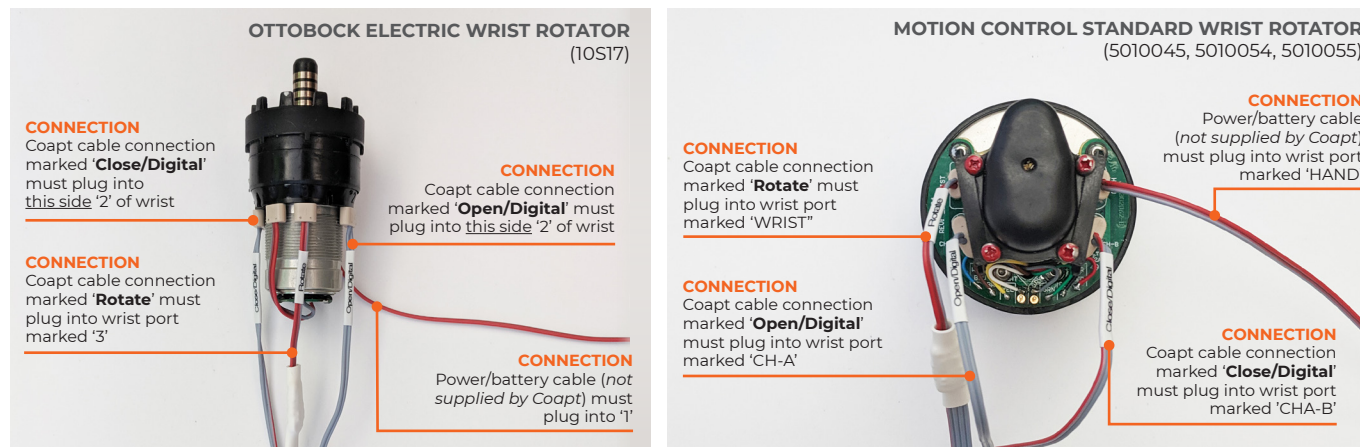 OTTOBOCK ELECTRIC WRIST ROTATOR
(10S17)
CONNECTION
Coapt cable connection
marked ‘Close/Digital’
must plug into
this side ‘2’ of wrist
CONNECTION
Coapt cable connection
marked ‘Rotate’ must
plug into wrist port
marked ‘3’
CONNECTION
Coapt cable connection
marked ‘Open/Digital’ must
plug into this side ‘2’ of wrist
CONNECTION
Power/battery cable (not
supplied by Coapt) must
plug into ‘1’
Close/Digital
Rotate
Open/Digital
MOTION CONTROL STANDARD WRIST ROTATOR
(5010045, 5010054, 5010055)
CONNECTION
Coapt cable connection
marked ‘Rotate’ must
plug into wrist port
marked ‘WRIST”
CONNECTION
Coapt cable connection
marked ‘Open/Digital’
must plug into wrist port
marked ‘CH-A’
CONNECTION
Power/battery cable
(not supplied by Coapt)
must plug into wrist port
marked ‘HAND
CONNECTION
Coapt cable connection
marked ‘Close/Digital’
must plug into wrist port
marked ’CHA-B’
Rotate
Open/Digital
Close/Digital